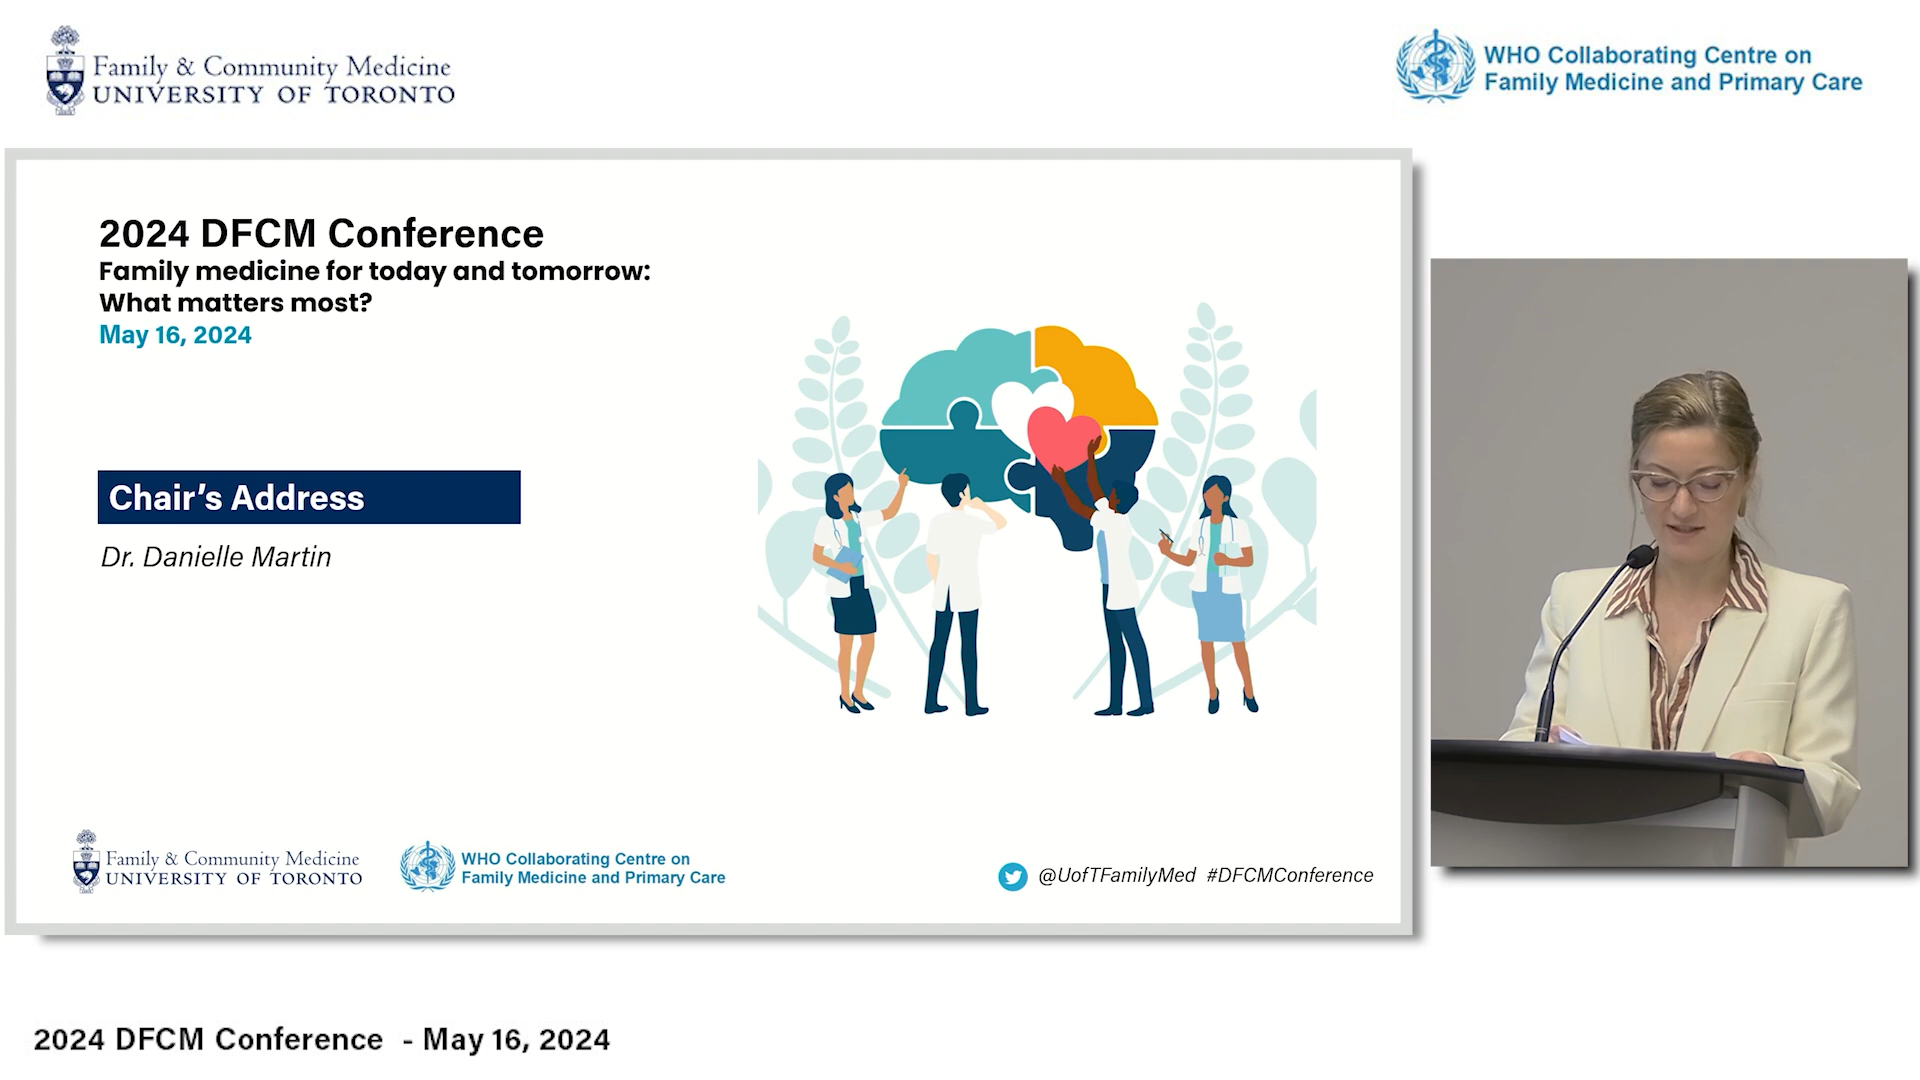 Family & Community Medicine
UNIVERSITY OF TORONTO
WHO Collaborating Centre on
Family Medicine and Primary Care
2024 DFCM Conference
Family medicine for today and tomorrow:
What matters most?
May 16, 2024
Chair's Address
Dr. Danielle Martin
Family & Community Medicine
UNIVERSITY OF TORONTO
WHO Collaborating Centre on
Family Medicine and Primary Care
@UofTFamilyMed #DFCMConference
2024 DFCM Conference - May 16, 2024